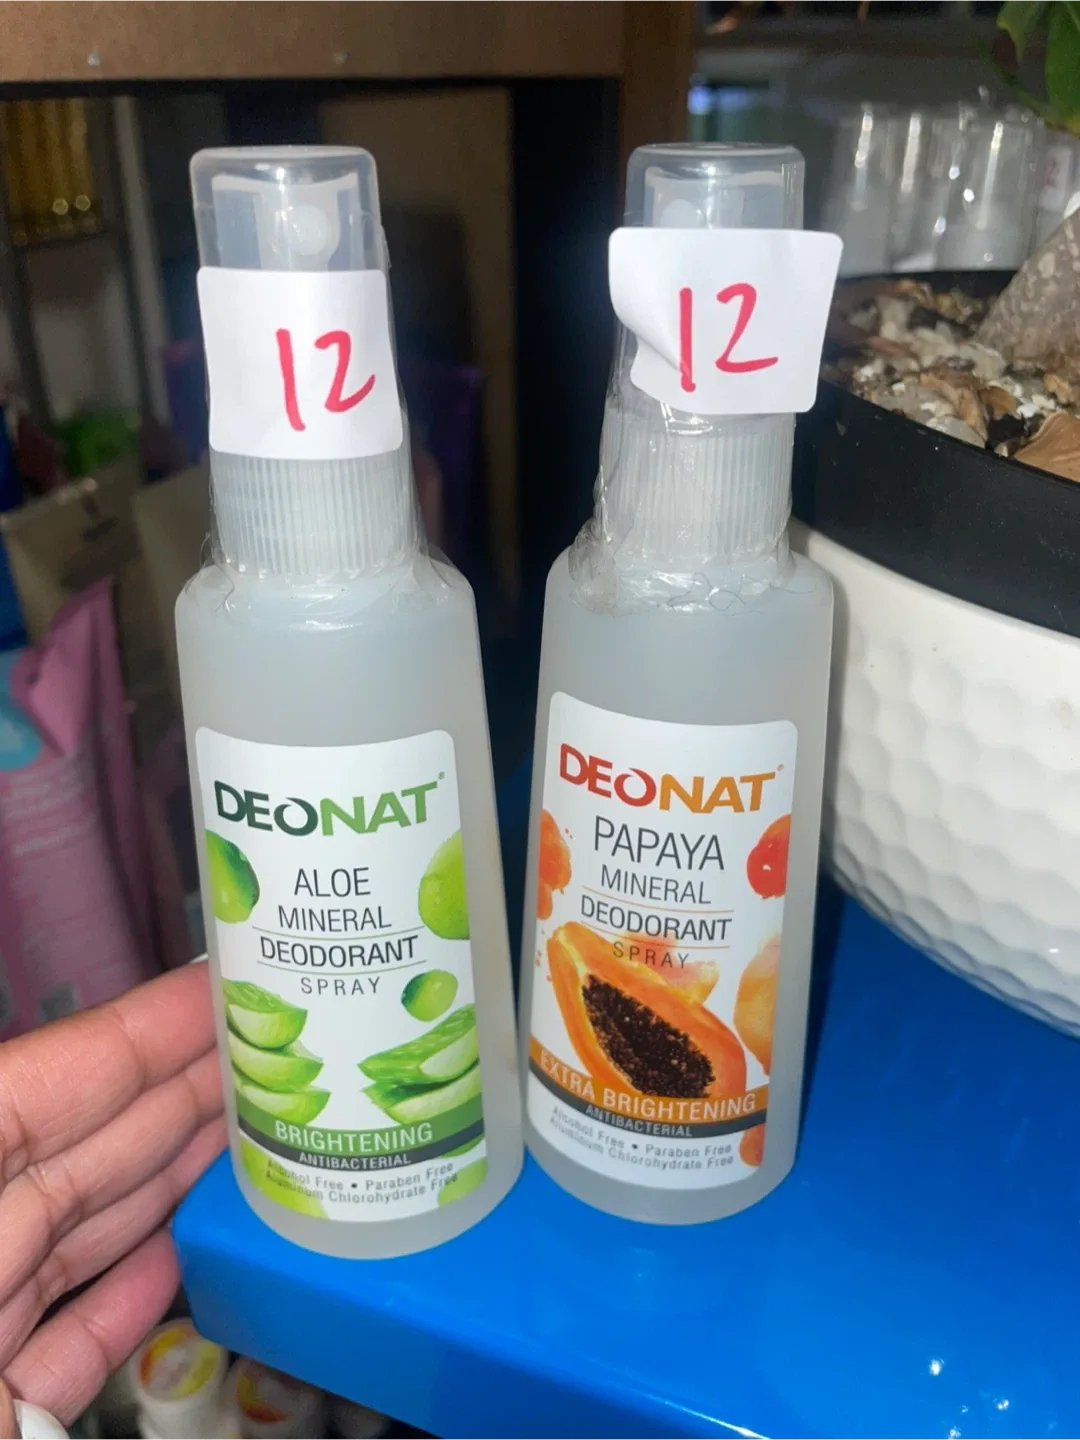 12
DEONAT®
ALOE
MINERAL
DEODORANT
SPRAY
BRIGHTENING
ANTIBACTERIAL
Alcohol Free • Paraben Free
Aluminum Chlorohydrate Free
12
DEONAT®
PAPAYA
MINERAL
DEODORANT
SPRAY
EXTRA BRIGHTENING
ANTIBACTERIAL
Alcohol Free • Paraben Free
Aluminum Chlorohydrate Free